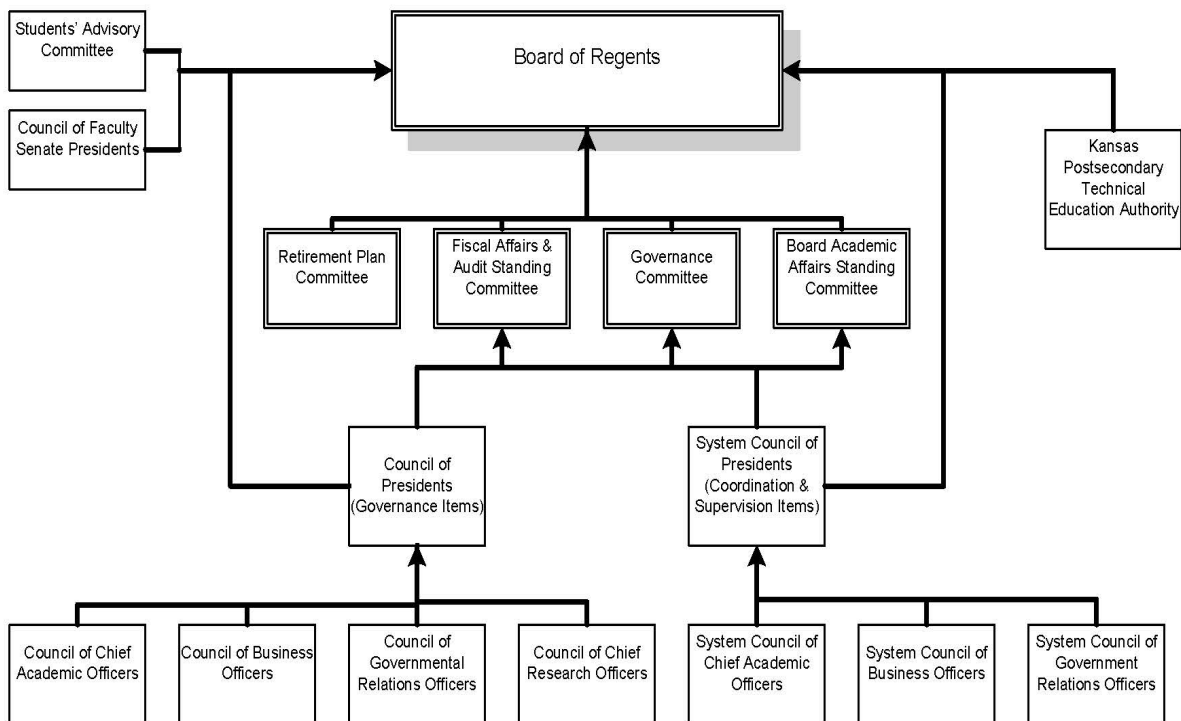 Students' Advisory
Committee
Board of Regents
Council of Faculty
Senate Presidents
Kansas
Postsecondary
Technical
Education Authority
Retirement Plan
Committee
Fiscal Affairs &
Audit Standing
Committee
Governance
Committee
Board Academic
Affairs Standing
Committee
Council of
Presidents
(Governance Items)
System Council of
Presidents
(Coordination &
Supervision Items)
Council of Chief
Academic Officers
Council of Business
Officers
Council of
Governmental
Relations Officers
Council of Chief
Research Officers
System Council of
Chief Academic
Officers
System Council of
Business Officers
System Council of
Government
Relations Officers